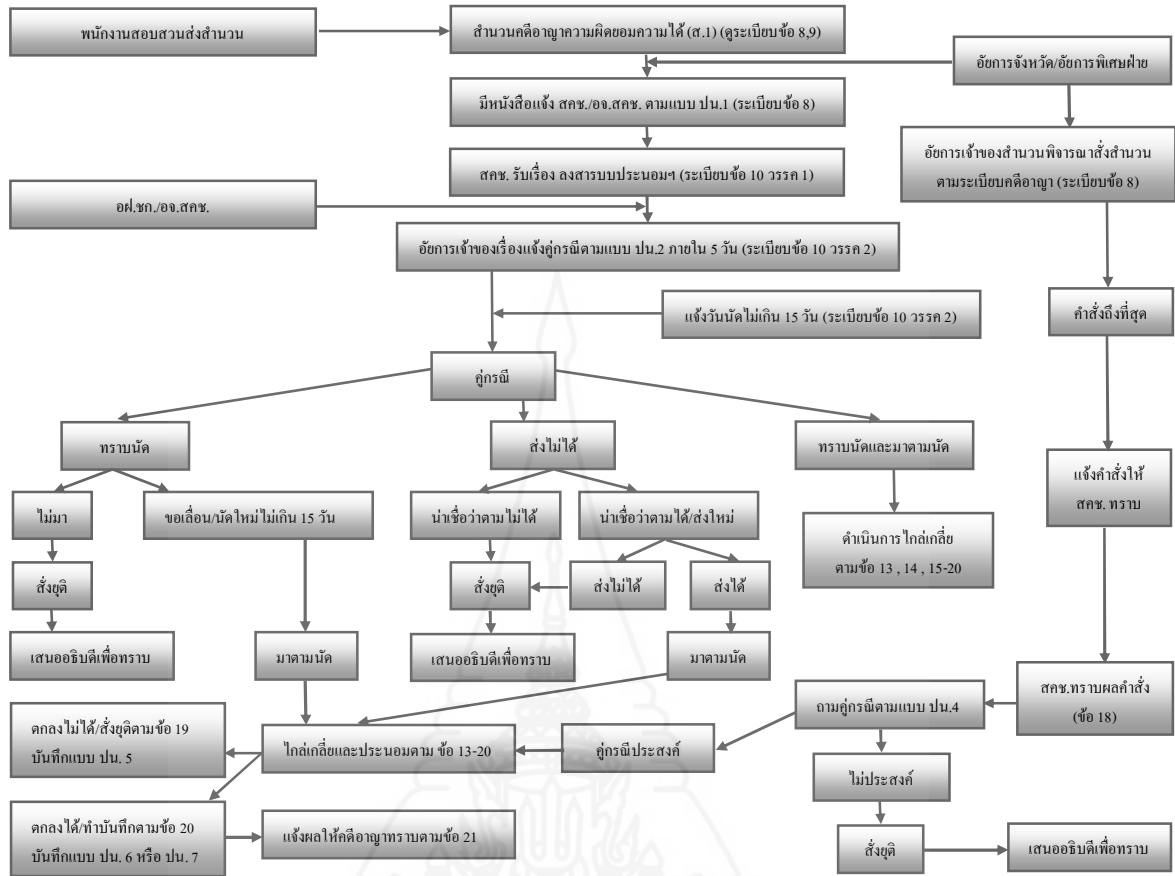 พนักงานสอบสวนส่งสำนวน
สำนวนคดีอาญาความผิดยอมความได้ (ส.1) (ดูระเบียบข้อ 8,9)
อัยการจังหวัด/อัยการพิเศษฝ่าย
มีหนังสือแจ้ง สคช./อจ.สคช. ตามแบบ ปน.1 (ระเบียบข้อ 8)
อัยการเจ้าของสำนวนพิจารณาสั่งสำนวน
ตามระเบียบคดีอาญา (ระเบียบข้อ 8)
สคช. รับเรื่อง ลงสารบบประนอมฯ (ระเบียบข้อ 10 วรรค 1)
อฝ.ชก./อจ.สคช.
อัยการเจ้าของเรื่องแจ้งคู่กรณีตามแบบ ปน.2 ภายใน 5 วัน (ระเบียบข้อ 10 วรรค 2)
แจ้งวันนัดไม่เกิน 15 วัน (ระเบียบข้อ 10 วรรค 2)
คำสั่งถึงที่สุด
คู่กรณี
ทราบนัด
ส่งไม่ได้
ทราบนัดและมาตามนัด
แจ้งคำสั่งให้
สคช. ทราบ
ไม่มา
ขอเลื่อน/นัดใหม่ไม่เกิน 15 วัน
น่าเชื่อว่าตามไม่ได้
น่าเชื่อว่าตามได้/ส่งใหม่
ดำเนินการไกล่เกลี่ย
ตามข้อ 13 , 14 , 15-20
สั่งยุติ
สั่งยุติ
ส่งไม่ได้
ส่งได้
เสนออธิบดีเพื่อทราบ
มาตามนัด
เสนออธิบดีเพื่อทราบ
มาตามนัด
สคช.ทราบผลคำสั่ง
(ข้อ 18)
ถามคู่กรณีตามแบบ ปน.4
ตกลงไม่ได้/สั่งยุติตามข้อ 19
บันทึกแบบ ปน. 5
ไกล่เกลี่ยและประนอมตาม ข้อ 13-20
คู่กรณีประสงค์
ไม่ประสงค์
ตกลงได้/ทำบันทึกตามข้อ 20
บันทึกแบบ ปน. 6 หรือ ปน. 7
แจ้งผลให้คดีอาญาทราบตามข้อ 21
สั่งยุติ
เสนออธิบดีเพื่อทราบ